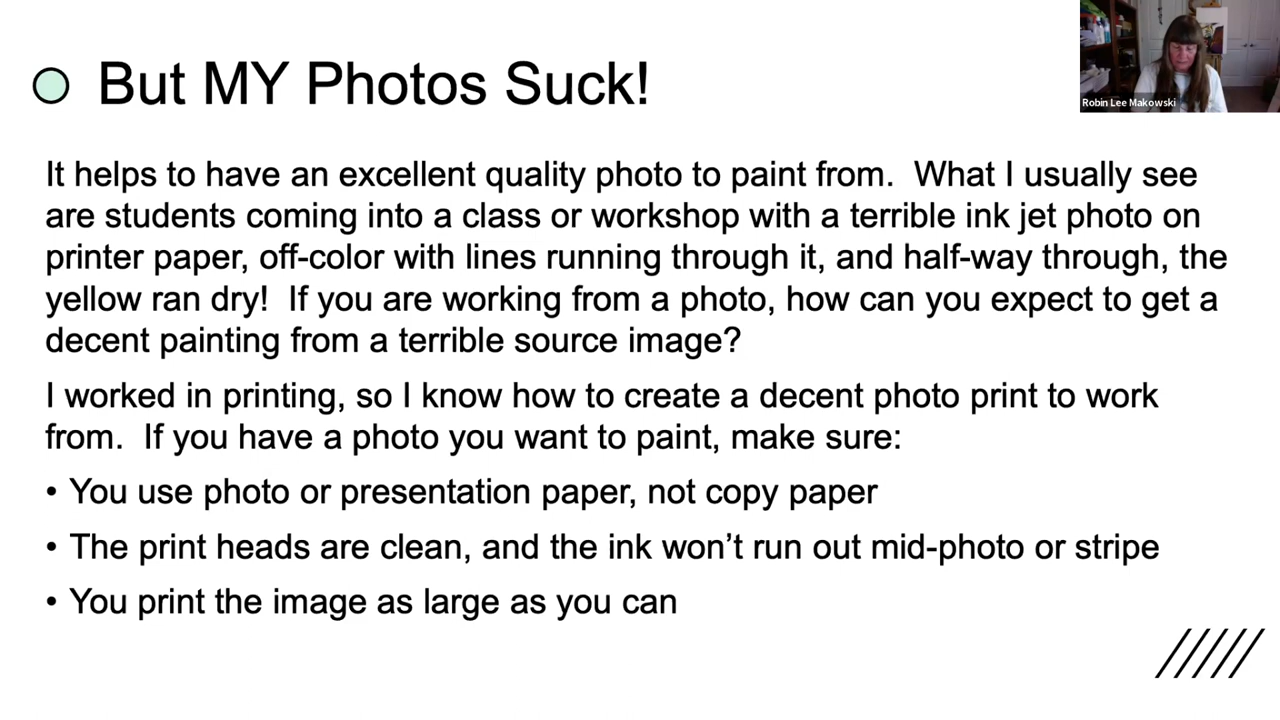 But MY Photos Suck!
Robin Lee Makowski
It helps to have an excellent quality photo to paint from.  What I usually see
are students coming into a class or workshop with a terrible ink jet photo on
printer paper, off-color with lines running through it, and half-way through, the
yellow ran dry!  If you are working from a photo, how can you expect to get a
decent painting from a terrible source image?
I worked in printing, so I know how to create a decent photo print to work
from.  If you have a photo you want to paint, make sure:
• You use photo or presentation paper, not copy paper
• The print heads are clean, and the ink won’t run out mid-photo or stripe
• You print the image as large as you can